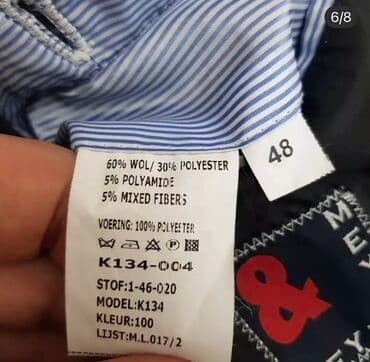 6/8
60% WOL/ 30% POLYESTER
5% POLYAMIDE
5% MIXED FIBERS
VOERING: 100% POLYESTER
K134-004
STOF:1-46-020
MODEL:K134
KLEUR:100
LIJST:M.L.017/2
48
&